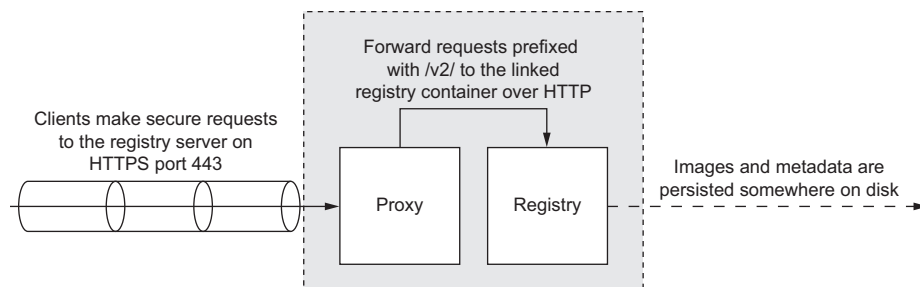 Clients make secure requests
to the registry server on
HTTPS port 443
Forward requests prefixed
with /v2/ to the linked
registry container over HTTP
Proxy
Registry
Images and metadata are
persisted somewhere on disk